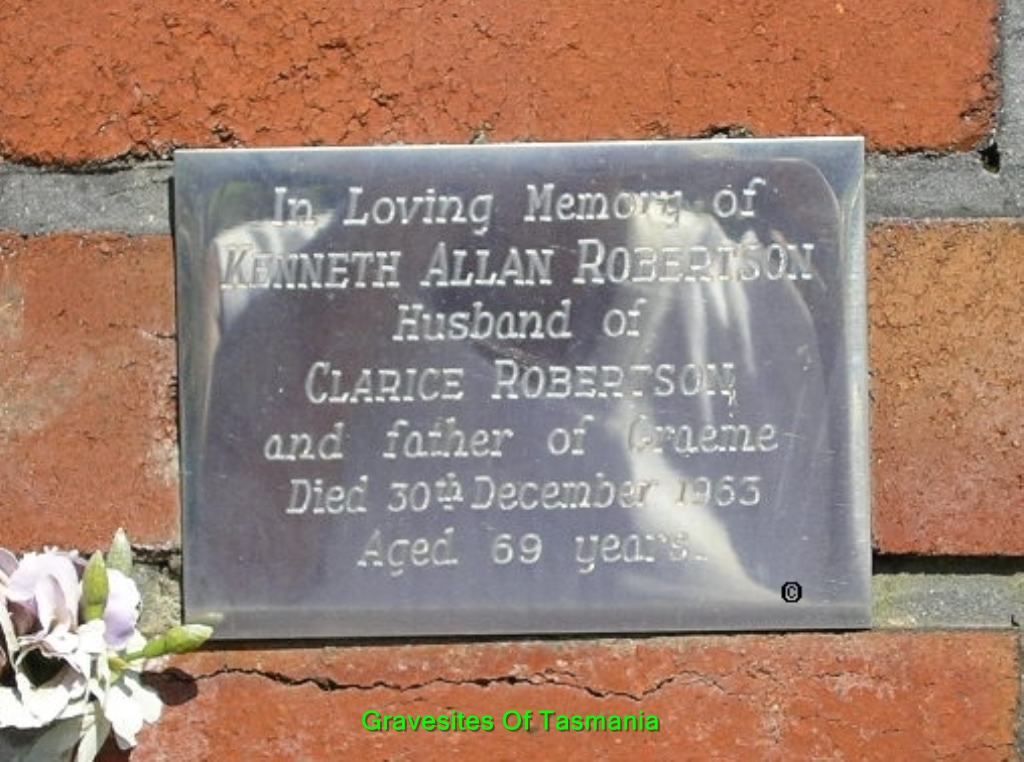 In Loving Memory of
KENNETH ALLAN ROBERTSON
Husband of
CLARICE ROBERTSON
and father of Graeme
Died 30th December 1963
Aged 69 years.
©
Gravesites Of Tasmania